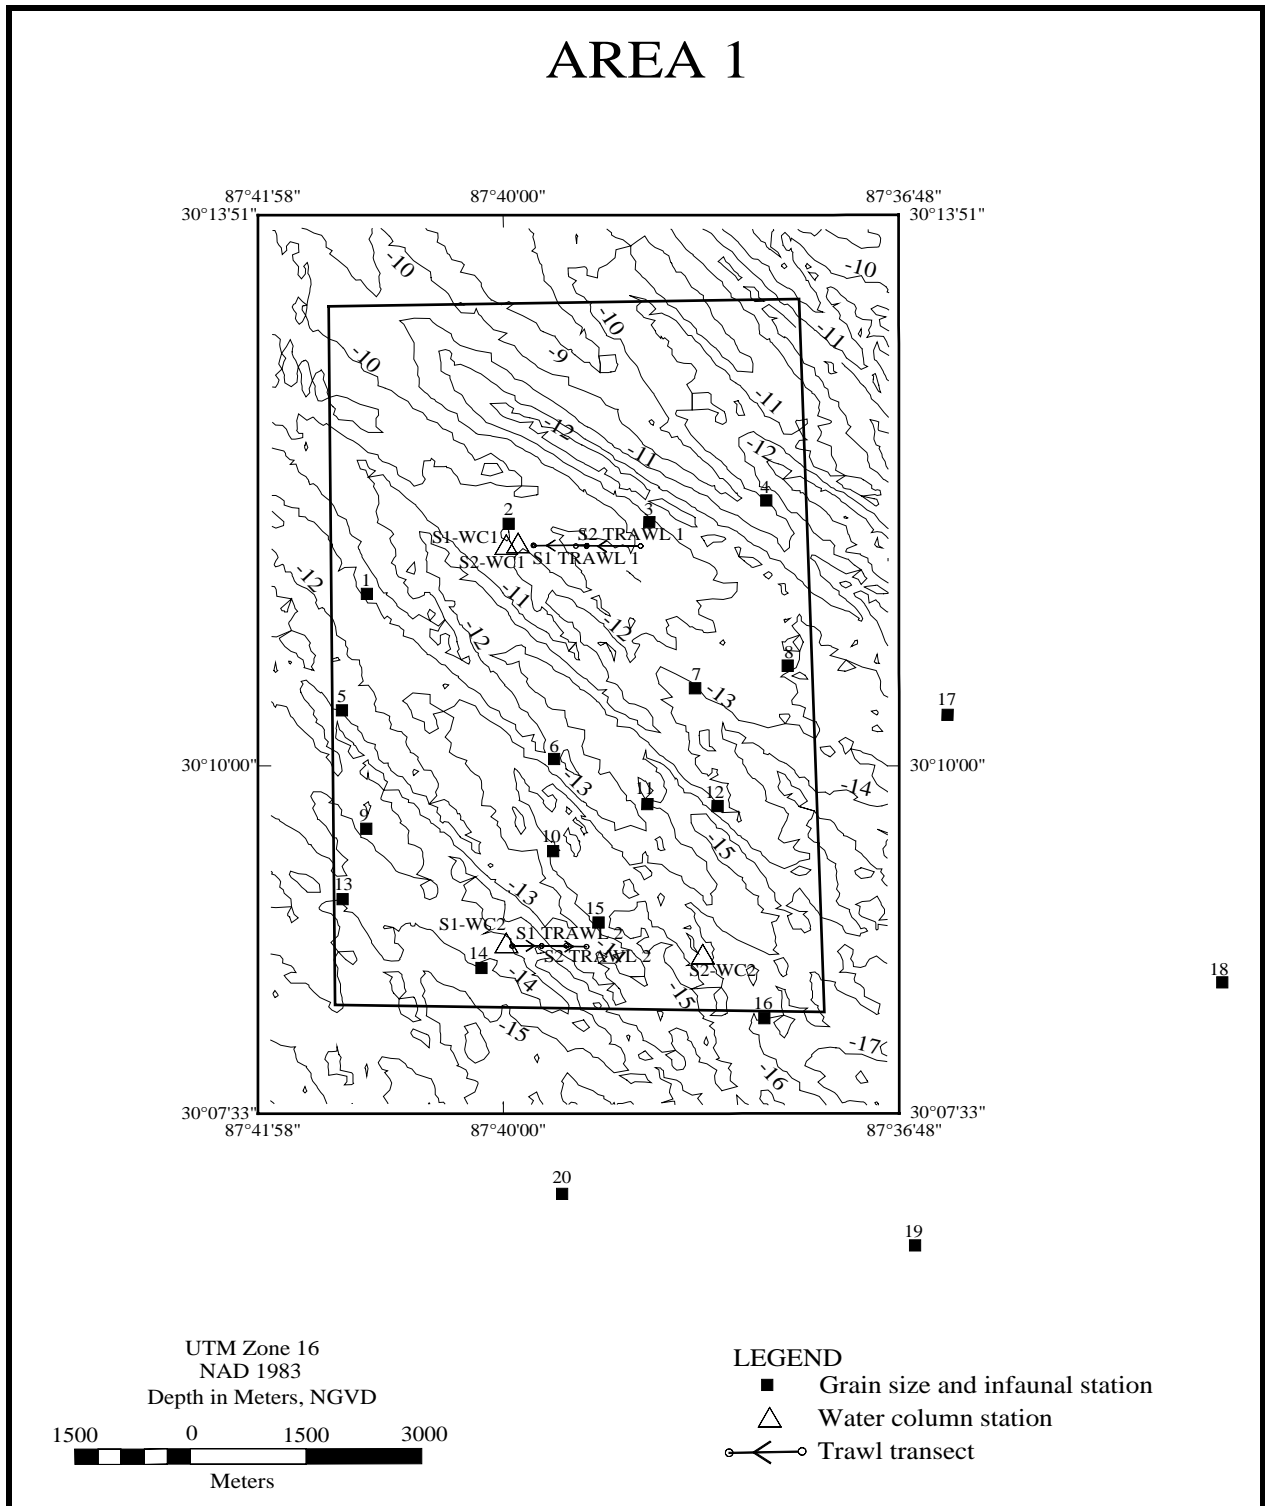 AREA 1
87°41'58" 87°40'00" 87°36'48"
30°13'51" 30°13'51"
-10 -10
-10 -11
-10 -9
-11
-12 -12
-11
4
2 3
S1-WC1 S2 TRAWL 1
S2-WC1 S1 TRAWL 1
-12 1 -11
-12 -12
8
7 -13
5 17
6
30°10'00" 30°10'00"
-13 11 12 -14
9 10 -15
13 -13
15
S1-WC2 S1 TRAWL 2
14 S2 TRAWL 2 S2-WC2
-14 -15 18
16
-15 -17
-16
30°07'33" 30°07'33"
87°41'58" 87°40'00" 87°36'48"
20
19
UTM Zone 16
NAD 1983
Depth in Meters, NGVD
1500 0 1500 3000
Meters
LEGEND
Grain size and infaunal station
Water column station
Trawl transect